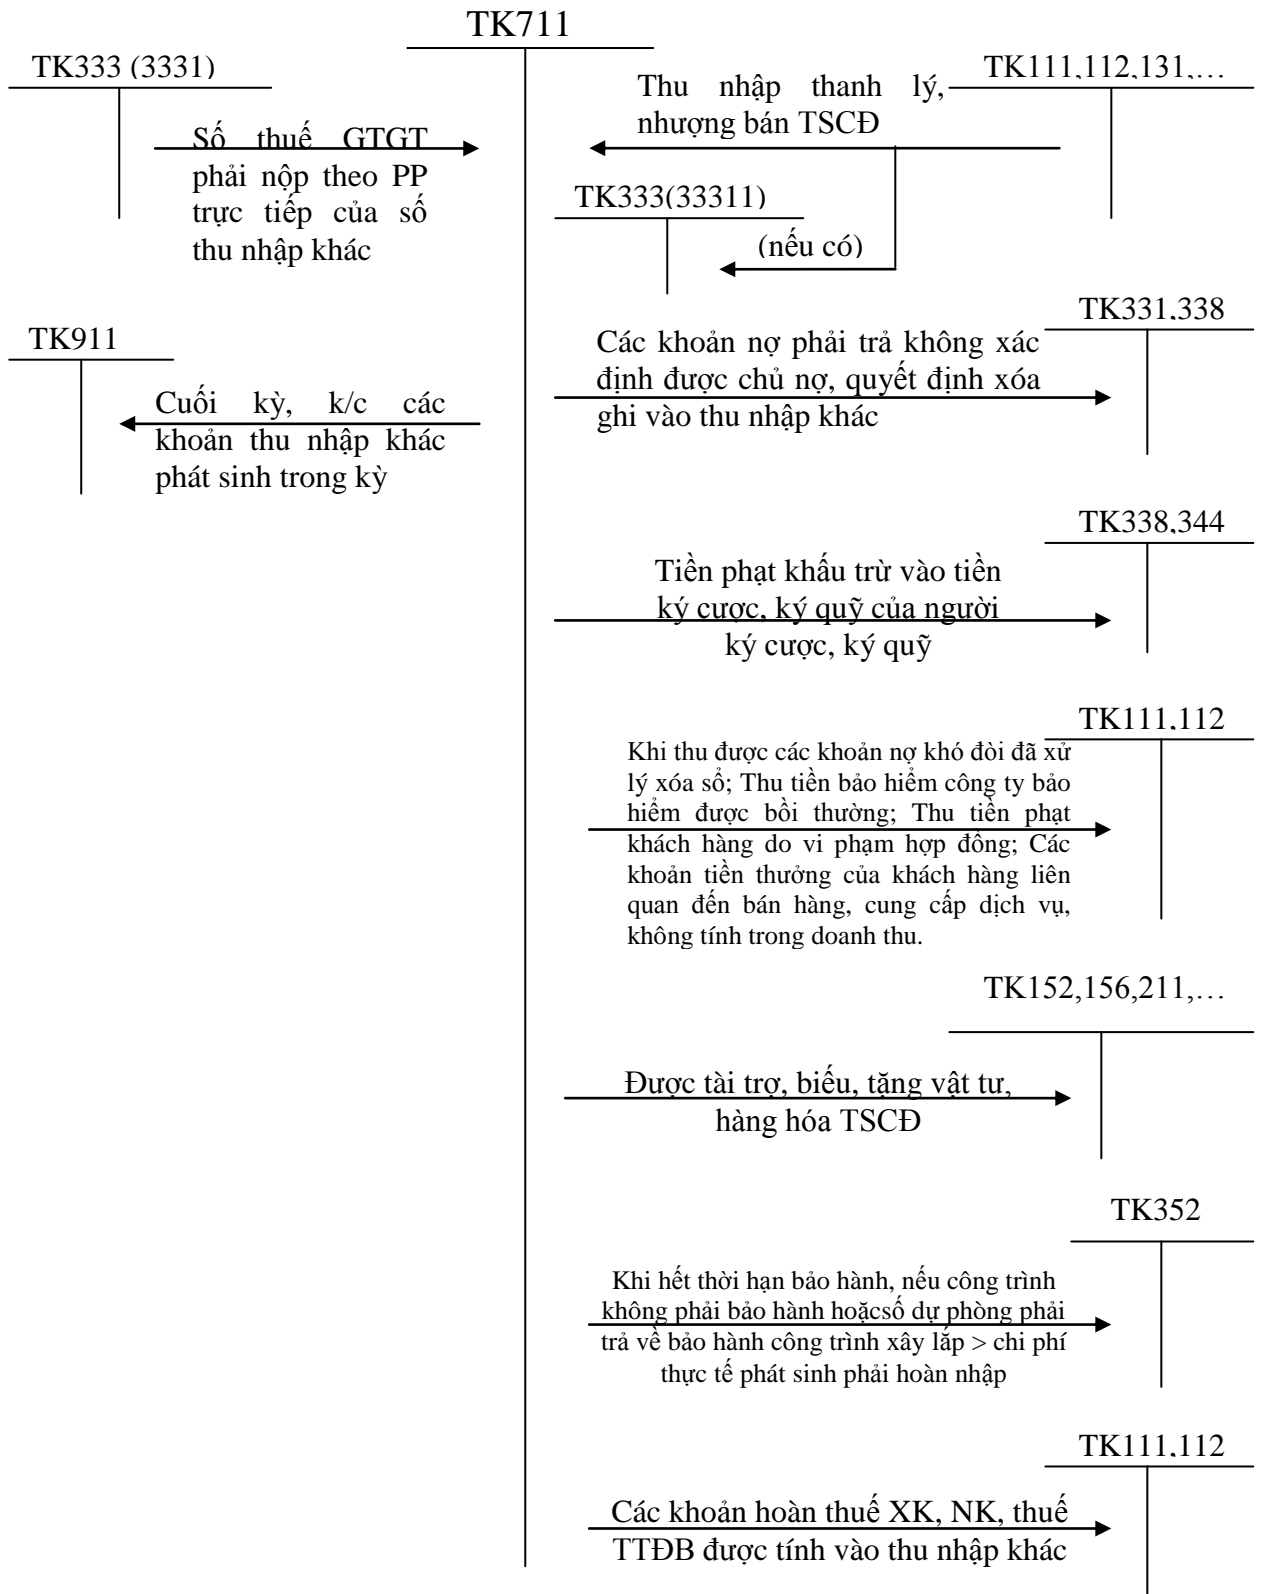 TK711
TK333 (3331)
Số thuế GTGT
phải nộp theo PP
trực tiếp của số
thu nhập khác
TK911
Cuối kỳ, k/c các
khoản thu nhập khác
phát sinh trong kỳ
TK111,112,131,…
Thu nhập thanh lý,
nhượng bán TSCĐ
TK333(33311)
(nếu có)
TK331,338
Các khoản nợ phải trả không xác
định được chủ nợ, quyết định xóa
ghi vào thu nhập khác
TK338,344
Tiền phạt khấu trừ vào tiền
ký cược, ký quỹ của người
ký cược, ký quỹ
TK111,112
Khi thu được các khoản nợ khó đòi đã xử
lý xóa sổ; Thu tiền bảo hiểm công ty bảo
hiểm được bồi thường; Thu tiền phạt
khách hàng do vi phạm hợp đồng; Các
khoản tiền thưởng của khách hàng liên
quan đến bán hàng, cung cấp dịch vụ,
không tính trong doanh thu.
TK152,156,211,…
Được tài trợ, biếu, tặng vật tư,
hàng hóa TSCĐ
TK352
Khi hết thời hạn bảo hành, nếu công trình
không phải bảo hành hoặcsố dự phòng phải
trả về bảo hành công trình xây lắp > chi phí
thực tế phát sinh phải hoàn nhập
TK111,112
Các khoản hoàn thuế XK, NK, thuế
TTĐB được tính vào thu nhập khác